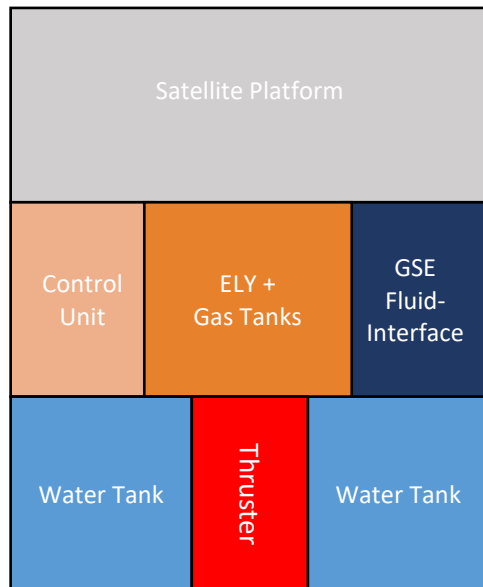 Satellite Platform
Control
Unit
ELY +
Gas Tanks
GSE
Fluid-
Interface
Water Tank
Thruster
Water Tank